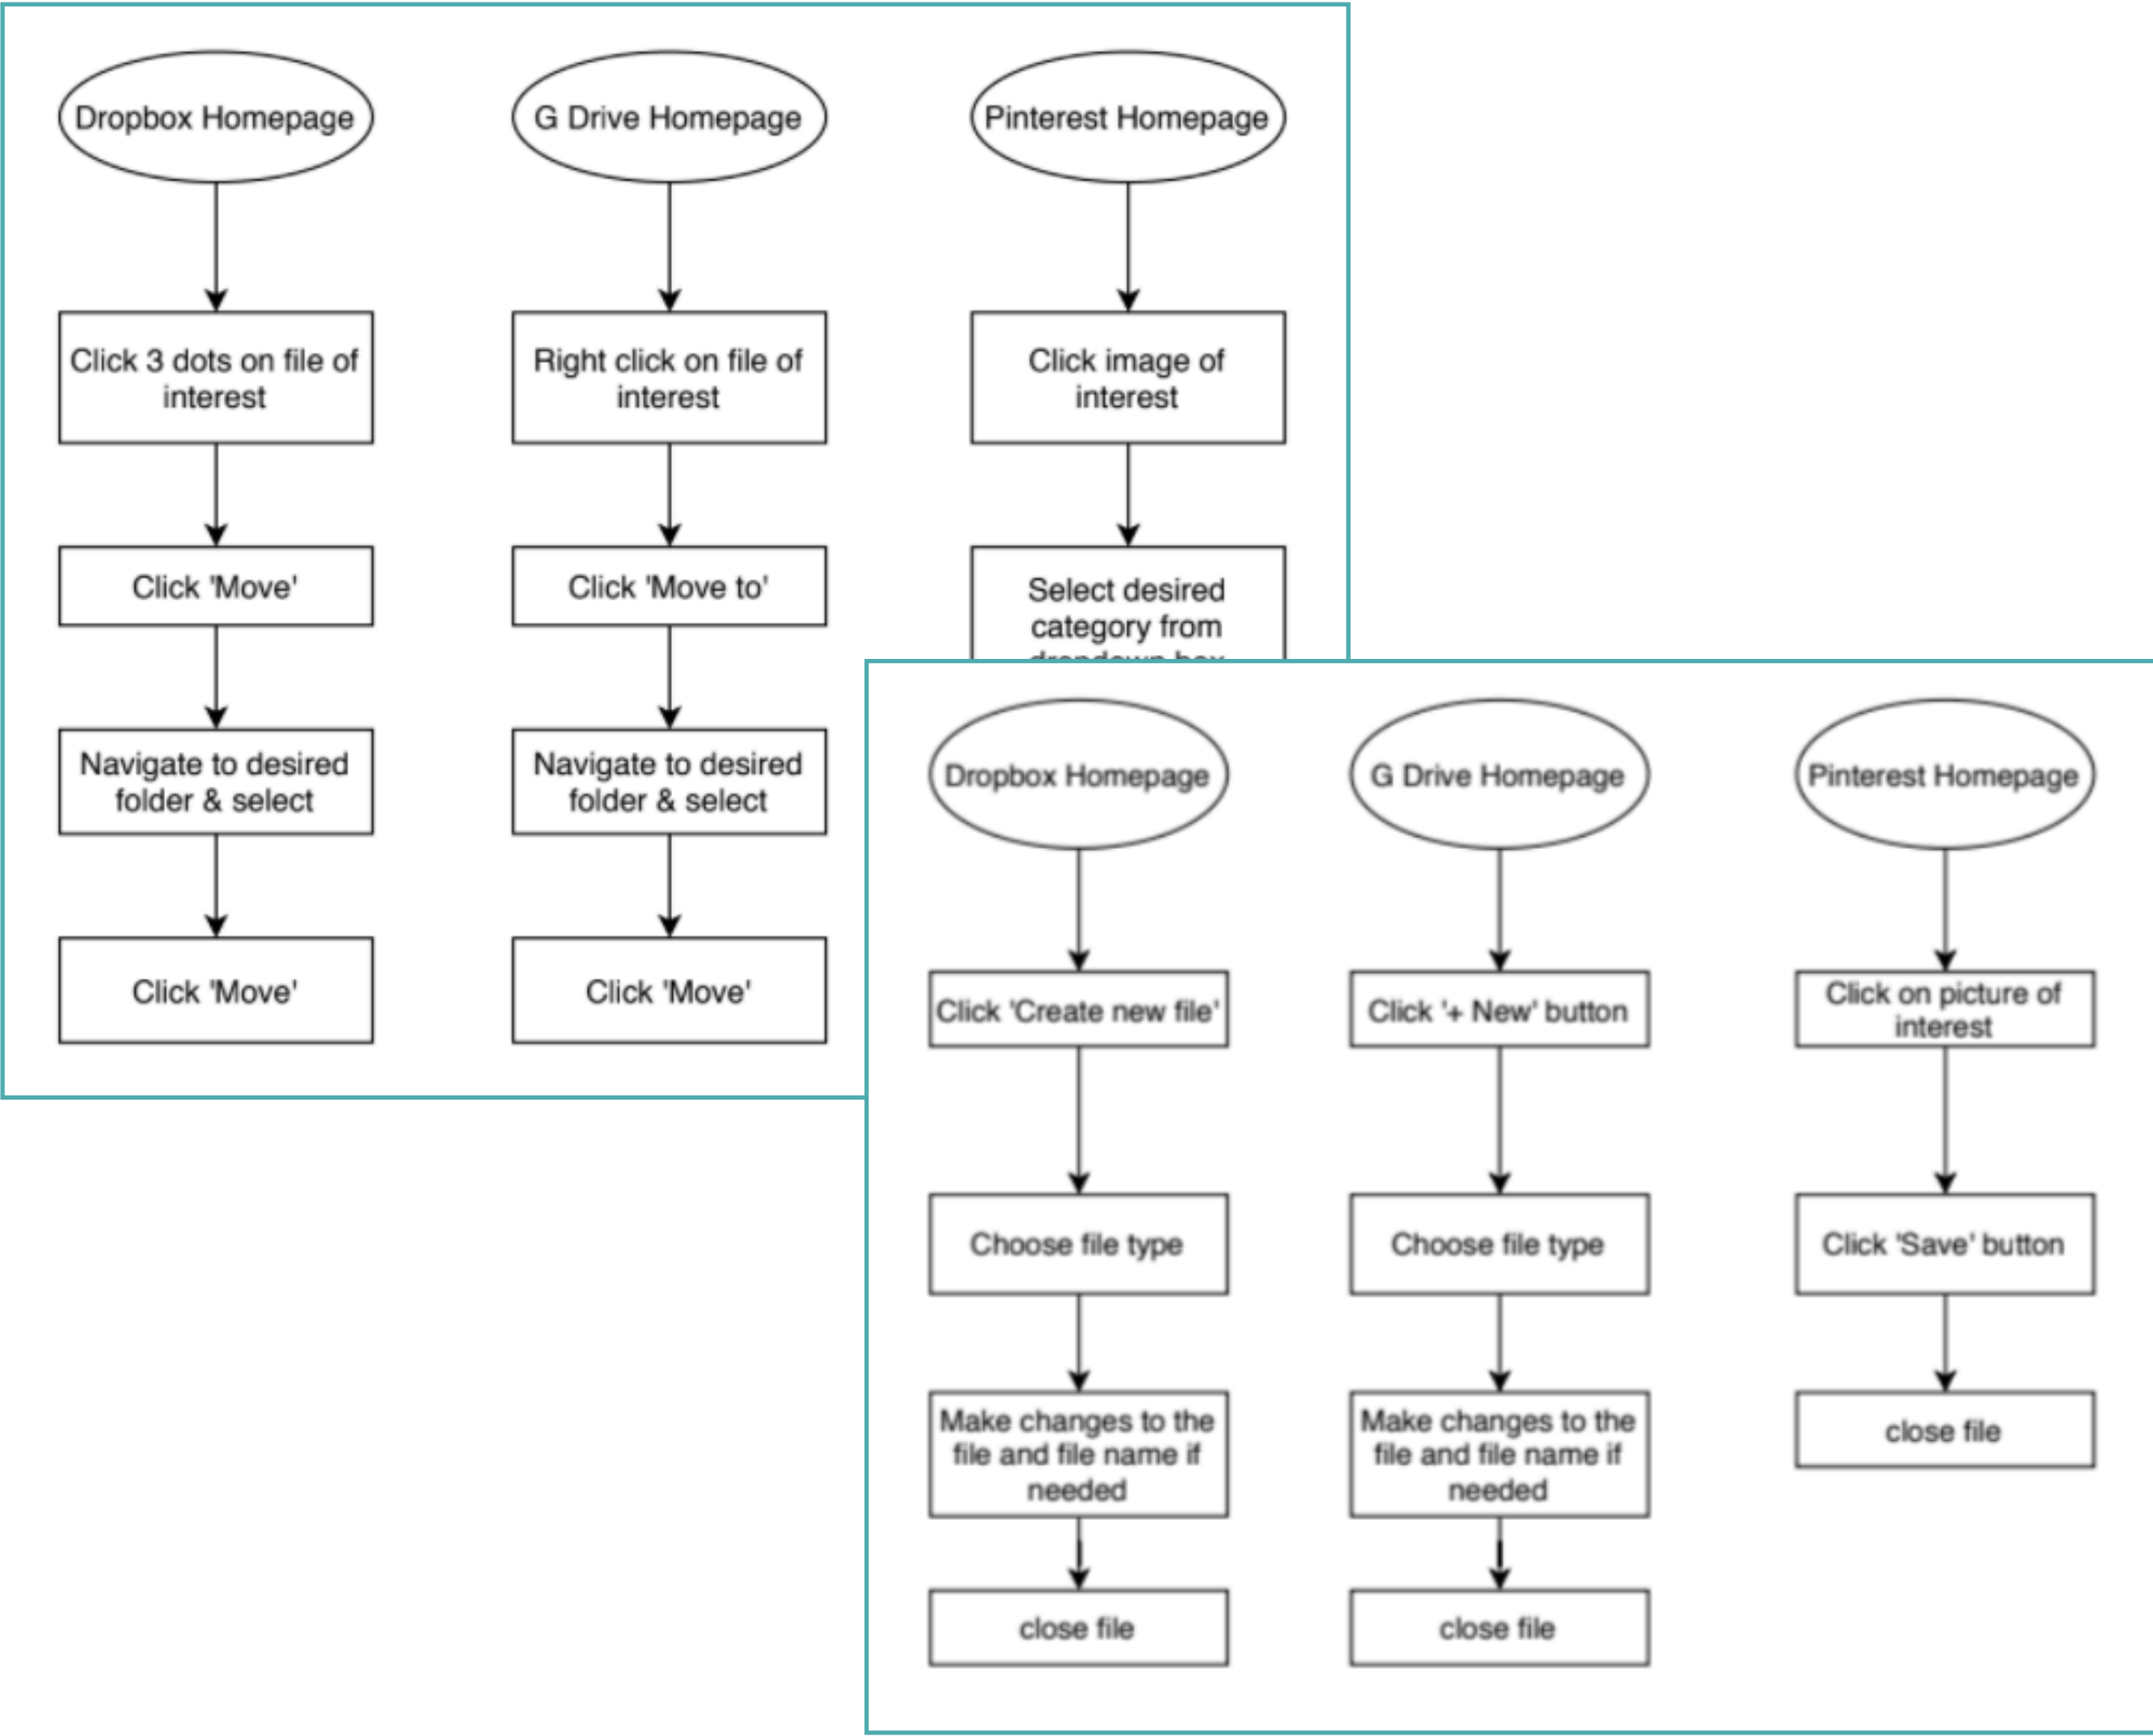 Dropbox Homepage
Click 3 dots on file of
interest
Click 'Move'
Navigate to desired
folder & select
Click 'Move'
G Drive Homepage
Right click on file of
interest
Click 'Move to'
Navigate to desired
folder & select
Click 'Move'
Pinterest Homepage
Click image of
interest
Select desired
category from
dropdown box
Dropbox Homepage
Click 'Create new file'
Choose file type
Make changes to the
file and file name if
needed
close file
G Drive Homepage
Click '+ New' button
Choose file type
Make changes to the
file and file name if
needed
close file
Pinterest Homepage
Click on picture of
interest
Click 'Save' button
close file